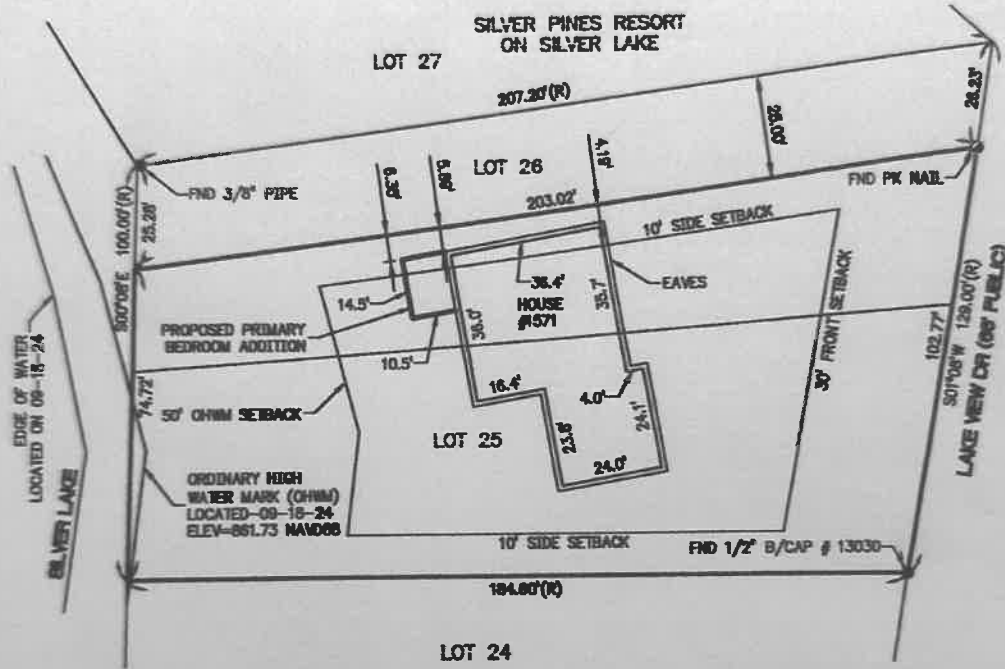 SILVER PINES RESORT
ON SILVER LAKE
LOT 27
207.20'(R)
26.23'
25.00'
LOT 26
FND 3/8" PIPE
FND PK NAIL
203.02'
S00°08'E 100.00'(R)
25.28'
6.36'
5.89'
4.19'
10' SIDE SETBACK
EAVES
36.4'
HOUSE
#1571
35.7'
36.0'
14.5'
10.5'
PROPOSED PRIMARY
BEDROOM ADDITION
30' FRONT SETBACK
102.77'
S01°08'W 129.00'(R)
LAKE VIEW DR (66' PUBLIC)
EDGE OF WATER
LOCATED ON 09-18-24
SILVER LAKE
74.72'
50' OHWM SETBACK
16.4'
4.0'
24.1'
23.8'
24.0'
LOT 25
ORDINARY HIGH
WATER MARK (OHWM)
LOCATED-09-18-24
ELEV=861.73 NAVD88
10' SIDE SETBACK
FND 1/2" B/CAP # 13030
184.60'(R)
LOT 24